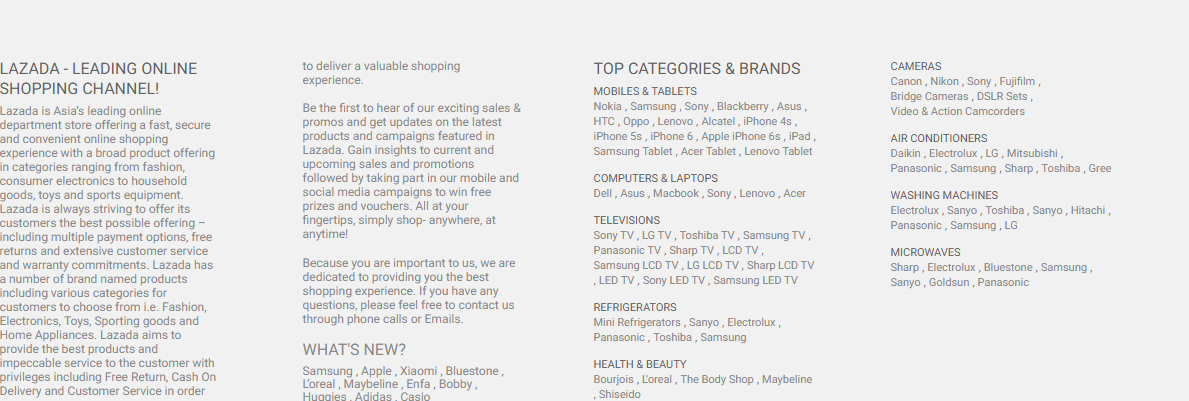 LAZADA - LEADING ONLINE
SHOPPING CHANNEL!
Lazada is Asia's leading online
department store offering a fast, secure
and convenient online shopping
experience with a broad product offering
in categories ranging from fashion,
consumer electronics to household
goods, toys and sports equipment.
Lazada is always striving to offer its
customers the best possible offering –
including multiple payment options, free
returns and extensive customer service
and warranty commitments. Lazada has
a number of brand named products
including various categories for
customers to choose from i.e. Fashion,
Electronics, Toys, Sporting goods and
Home Appliances. Lazada aims to
provide the best products and
impeccable service to the customer with
privileges including Free Return, Cash On
Delivery and Customer Service in order
to deliver a valuable shopping
experience.
Be the first to hear of our exciting sales &
promos and get updates on the latest
products and campaigns featured in
Lazada. Gain insights to current and
upcoming sales and promotions
followed by taking part in our mobile and
social media campaigns to win free
prizes and vouchers. All at your
fingertips, simply shop- anywhere, at
anytime!
Because you are important to us, we are
dedicated to providing you the best
shopping experience. If you have any
questions, please feel free to contact us
through phone calls or Emails.
WHAT'S NEW?
Samsung , Apple , Xiaomi , Bluestone ,
L'oreal , Maybeline , Enfa , Bobby ,
Huggies , Adidas , Casio
TOP CATEGORIES & BRANDS
MOBILES & TABLETS
Nokia , Samsung , Sony , Blackberry , Asus ,
HTC , Oppo , Lenovo , Alcatel , iPhone 4s ,
iPhone 5s , iPhone 6 , Apple iPhone 6s , iPad ,
Samsung Tablet , Acer Tablet , Lenovo Tablet
COMPUTERS & LAPTOPS
Dell , Asus , Macbook , Sony , Lenovo , Acer
TELEVISIONS
Sony TV , LG TV , Toshiba TV , Samsung TV ,
Panasonic TV , Sharp TV , LCD TV ,
Samsung LCD TV , LG LCD TV , Sharp LCD TV
, LED TV , Sony LED TV , Samsung LED TV
REFRIGERATORS
Mini Refrigerators , Sanyo , Electrolux ,
Panasonic , Toshiba , Samsung
HEALTH & BEAUTY
Bourjois , L'oreal , The Body Shop , Maybeline
, Shiseido
CAMERAS
Canon , Nikon , Sony , Fujifilm ,
Bridge Cameras , DSLR Sets ,
Video & Action Camcorders
AIR CONDITIONERS
Daikin , Electrolux , LG , Mitsubishi ,
Panasonic , Samsung , Sharp , Toshiba , Gree
WASHING MACHINES
Electrolux , Sanyo , Toshiba , Sanyo , Hitachi ,
Panasonic , Samsung , LG
MICROWAVES
Sharp , Electrolux , Bluestone , Samsung ,
Sanyo , Goldsun , Panasonic